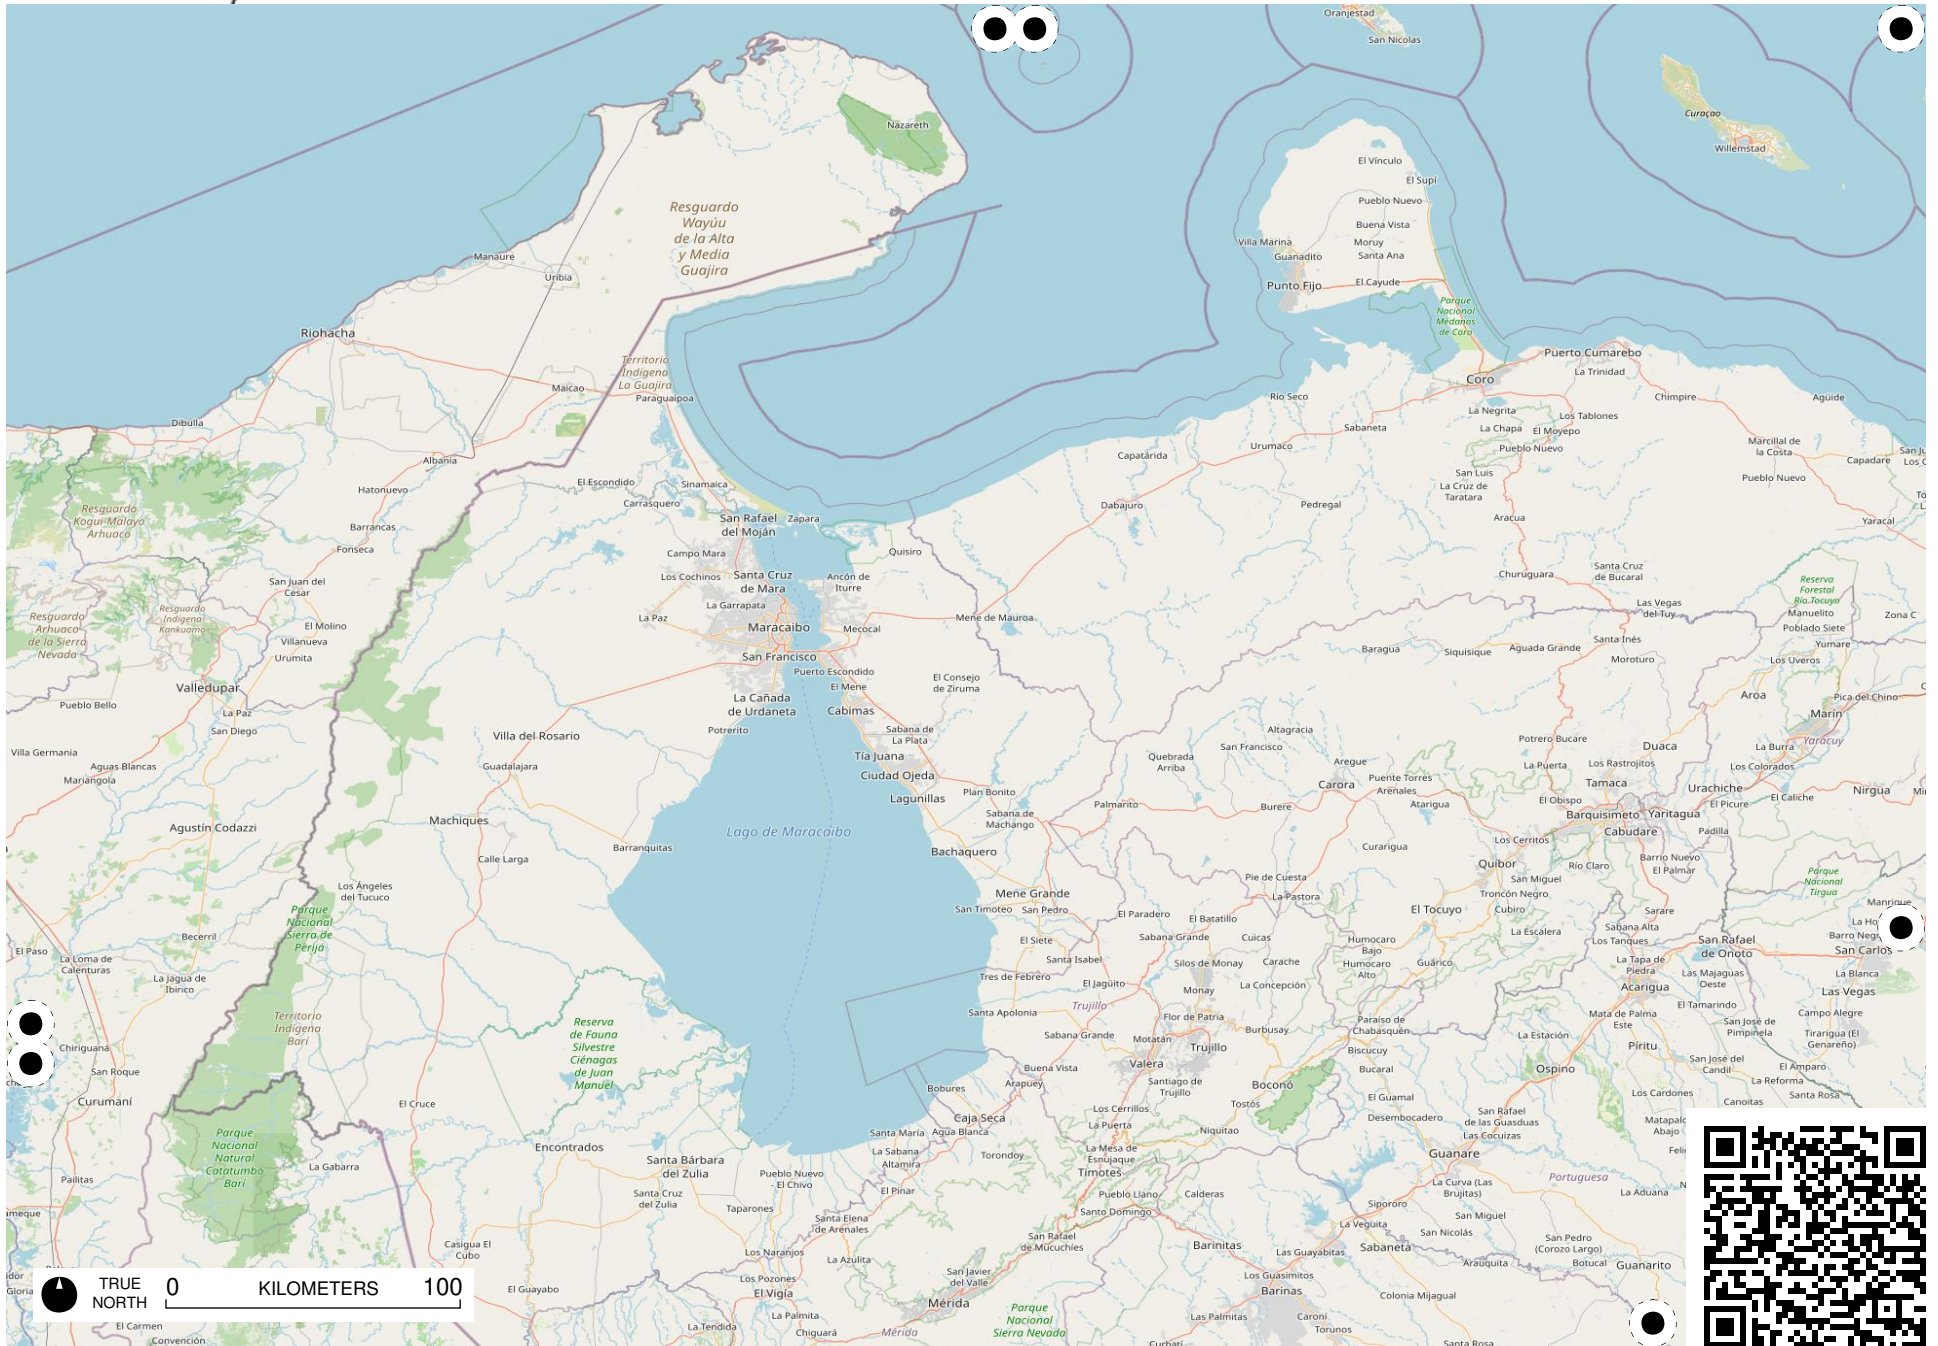 Oranjestad
San Nicolas
Curaçao
Willemstad
Nazareth
El Vínculo
El Supí
Pueblo Nuevo
Buena Vista
Villa Marina
Moruy
Guanadito
Santa Ana
Punto Fijo
El Cayude
Parque
Nacional
Médanos
de Coro
Resguardo
Wayúu
de la Alta
y Media
Guajira
Manaure
Uribia
Riohacha
Territorio
Indígena
La Guajira
Paraguaipoa
Maicao
Dibulla
Albania
Puerto Cumarebo
La Trinidad
Coro
Río Seco
Chimpire
Agüide
La Negrita
Los Tablones
La Chapa
El Moyepo
Sabaneta
Urumaco
Pueblo Nuevo
Marcillal de
la Costa
Capadare
Capatárida
San Luis
La Cruz de
Taratara
Pueblo Nuevo
Hatonuevo
El Escondido
Sinamaica
Carrasquero
Dabajuro
Pedregal
Aracua
Yaracal
Resguardo
Kogui-Malayo
Arhuaco
Barrancas
Fonseca
San Rafael
del Moján
Zapara
Campo Mara
Quisiro
Los Cochinos
Santa Cruz
de Mara
Ancón de
Iturre
La Garrapata
San Juan del
Cesar
Churuguara
Santa Cruz
de Bucaral
Reserva
Forestal
Río Tocuyo
Las Vegas
del Tuy
Manuelito
Zona C
Poblado Siete
Resguardo
Arhuaco
de la Sierra
Nevada
Resguardo
Indígena
Kankuamo
El Molino
Villanueva
Urumita
La Paz
Maracaibo
Mecocal
Mene de Mauroa
San Francisco
Puerto Escondido
El Mene
El Consejo
de Ziruma
Baragua
Siquisique
Aguada Grande
Santa Inés
Moroturo
Yumare
Los Uveros
Aroa
Pica del Chino
Marín
Yaracuy
Valledupar
Pueblo Bello
La Paz
San Diego
La Cañada
de Urdaneta
Cabimas
Potrerito
Sabana de
La Plata
Villa Germania
Aguas Blancas
Mariangola
Villa del Rosario
Guadalajara
Tía Juana
Ciudad Ojeda
Lagunillas
Plan Bonito
Quebrada
Arriba
Altagracia
San Francisco
Potrero Bucare
Duaca
La Burra
La Puerta
Los Rastrojitos
Los Colorados
Aregue
Carora
Puente Torres
Arenales
Atarigua
Tamaca
Urachiche
El Obispo
El Picure
El Caliche
Nirgua
Barquisimeto
Yaritagua
Cabudare
Padilla
Palmarito
Burere
Sabana de
Machango
Agustín Codazzi
Machiques
Lago de Maracaibo
Calle Larga
Barranquitas
Bachaquero
Curarigua
Los Cerritos
Quíbor
Río Claro
Barrio Nuevo
El Palmar
San Miguel
Troncón Negro
Cubiro
Parque
Nacional
Tirgua
Los Ángeles
del Tucuco
Mene Grande
San Timoteo
San Pedro
Pie de Cuesta
La Pastora
El Paradero
El Batatillo
El Tocuyo
La Escalera
Sarare
Manrique
Parque
Nacional
Sierra de
Perijá
Becerril
El Siete
Sabana Grande
Cuicas
Humocaro
Bajo
Humocaro
Alto
Guárico
Sabana Alta
Los Tanques
San Rafael
de Onoto
San Carlos
El Paso
La Loma de
Calenturas
La Jagua de
Ibirico
Santa Isabel
Tres de Febrero
El Jagüito
Silos de Monay
Monay
Carache
La Concepción
La Tapa de
Piedra
Acarigua
Las Majaguas
Oeste
La Blanca
Las Vegas
Trujillo
Santa Apolonia
Flor de Patria
El Tamarindo
Campo Alegre
Territorio
Indígena
Barí
Reserva
de Fauna
Silvestre
Ciénagas
de Juan
Manuel
Sabana Grande
Motatán
Trujillo
Burbusay
Paraíso de
Chabasquén
Biscucuy
Mata de Palma
Este
San José de
Pimpinela
Tirarigua (El
Genareño)
La Estación
Píritu
Chiriguaná
San Roque
Curumaní
El Cruce
Bobures
Buena Vista
Arapuey
Valera
Santiago de
Trujillo
Boconó
Bucaral
Ospino
San José del
Candil
El Amparo
La Reforma
Santa Rosa
Caja Seca
Agua Blanca
Santa María
Los Cerrillos
La Puerta
Tostós
El Guamal
Desembocadero
San Rafael
de las Guasduas
Las Cocuizas
Los Cardones
Canoitas
Niquitao
Parque
Nacional
Natural
Catatumbo
Barí
La Gabarra
Encontrados
Santa Bárbara
del Zulia
La Sabana
Altamira
Torondoy
La Mesa de
Esnujaque
Timotes
Guanare
Pueblo Nuevo
- El Chivo
Pailitas
Santa Cruz
del Zulia
Taparones
El Pinar
Pueblo Llano
Santo Domingo
Calderas
La Curva (Las
Brujitas)
Portuguesa
La Aduana
Siporóro
San Miguel
Santa Elena
de Arenales
San Rafael
de Mucuchíes
Barinitas
La Veguita
San Nicolás
Las Guayabitas
Sabaneta
San Pedro
(Corozo Largo)
Casigua El
Cubo
Los Naranjos
La Azulita
Arauquita
Botucal
Guanarito
San Javier
del Valle
Los Guasimitos
Barinas
Los Pozones
El Vigía
El Guayabo
Mérida
Colonia Mijagual
TRUE
NORTH
0 KILOMETERS 100
El Carmen
Convención
La Tendida
La Palmita
Chiguará
Mérida
Parque
Nacional
Sierra Nevada
Las Palmitas
Caroní
Torunos
Santa Rosa